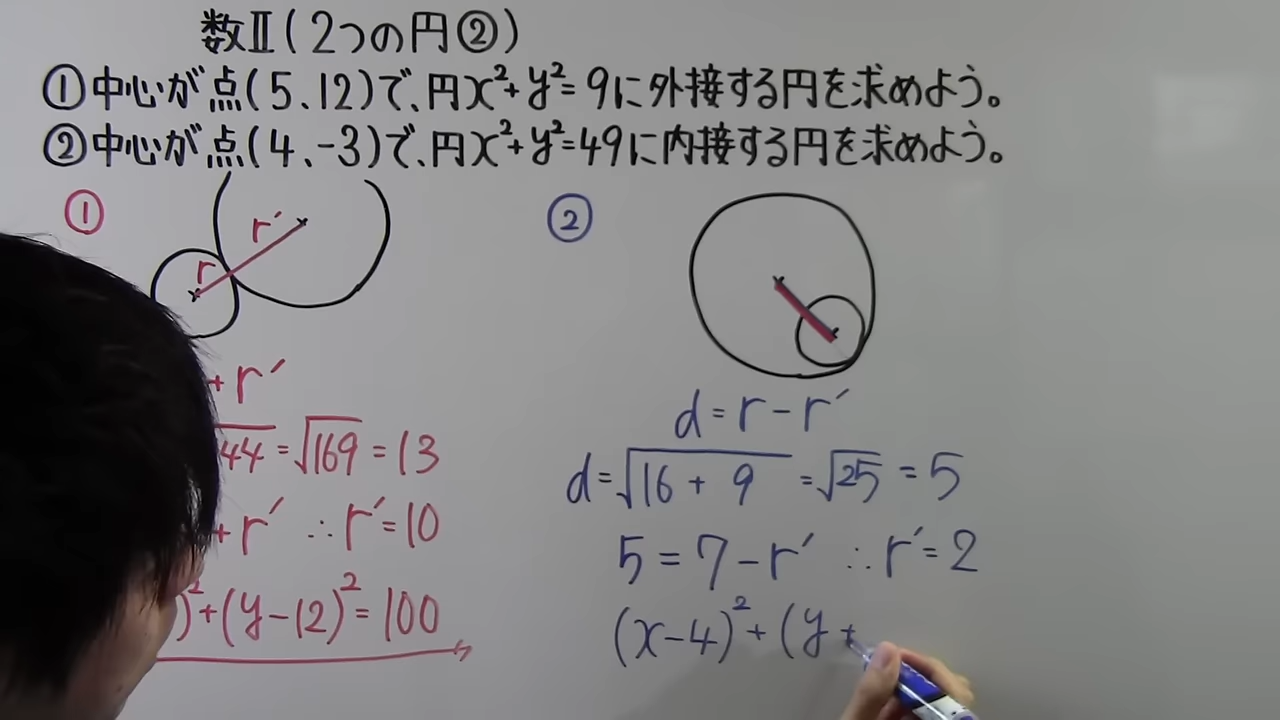 数Ⅱ(2つの円②)
①中心が点(5、12)で、円x²+y²=9に外接する円を求めよう。
②中心が点(4、-3)で、円x²+y²=49に内接する円を求めよう。
①
r
r′
+r′
44=√169=13
+r′ ∴r′=10
)²+(y-12)²=100
②
d=r-r′
d=√16+9=√25=5
5=7-r′ ∴r′=2
(x-4)²+(y+